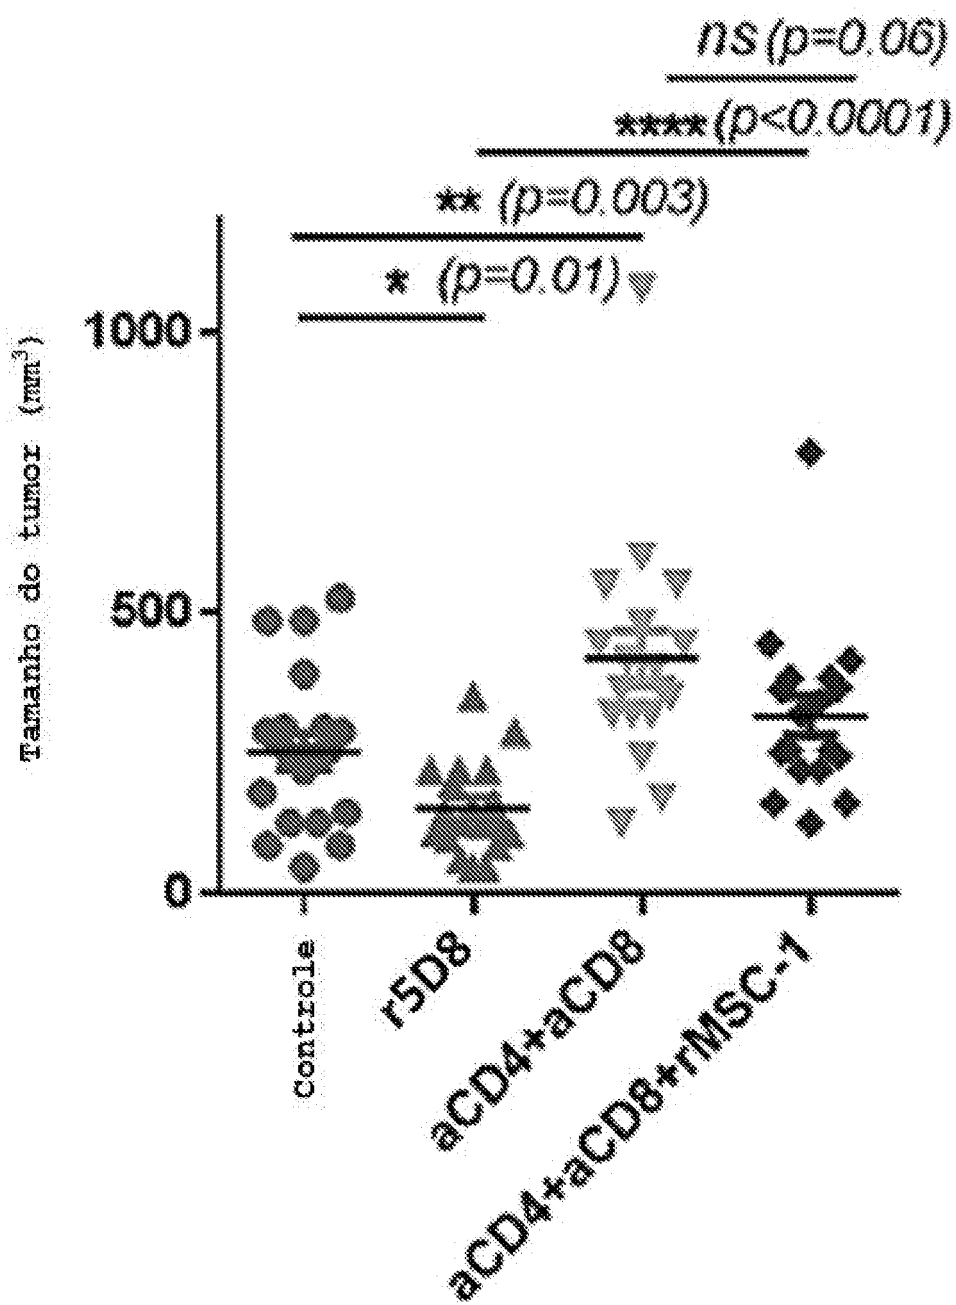 ns (p=0.06)
**** (p<0.0001)
** (p=0.003)
* (p=0.01)
1000
500
0
Tamanho do tumor (mm³)
Controle
r5D8
aCD4+aCD8
aCD4+aCD8+rMSC-1